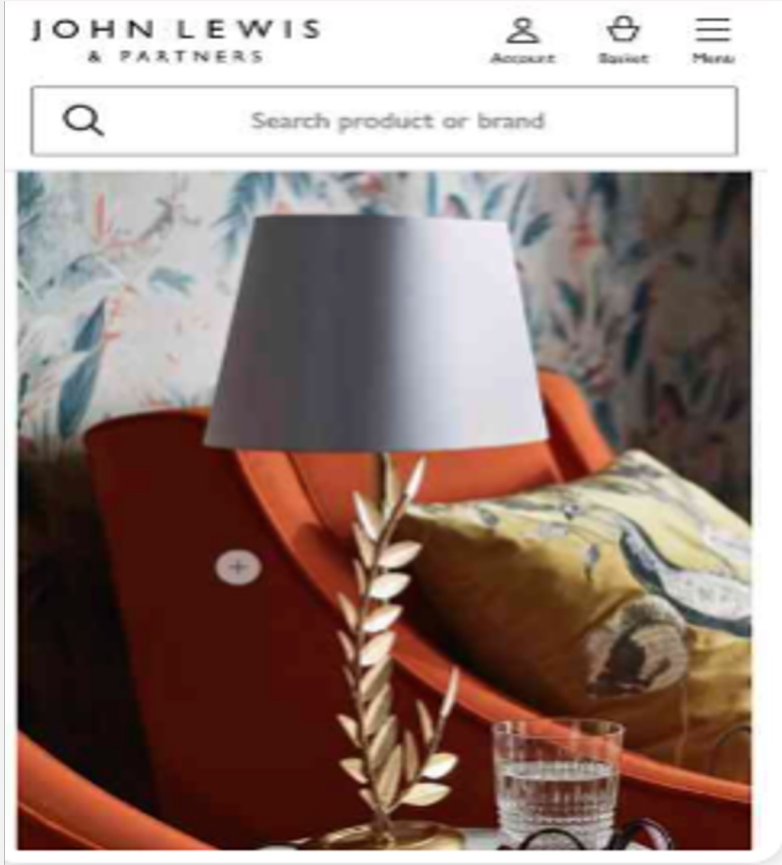 JOHN LEWIS
& PARTNERS
Account Basket Menu
Search product or brand